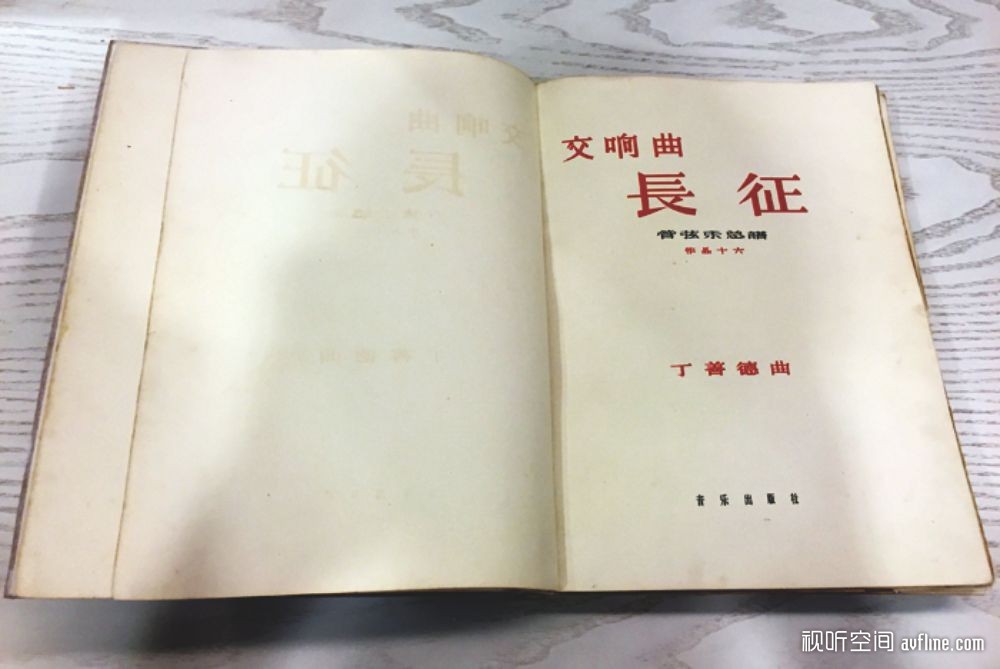 交响曲
長征
管弦乐总譜
作品十六
丁善德曲
音乐出版社
视听空间 avfline.com